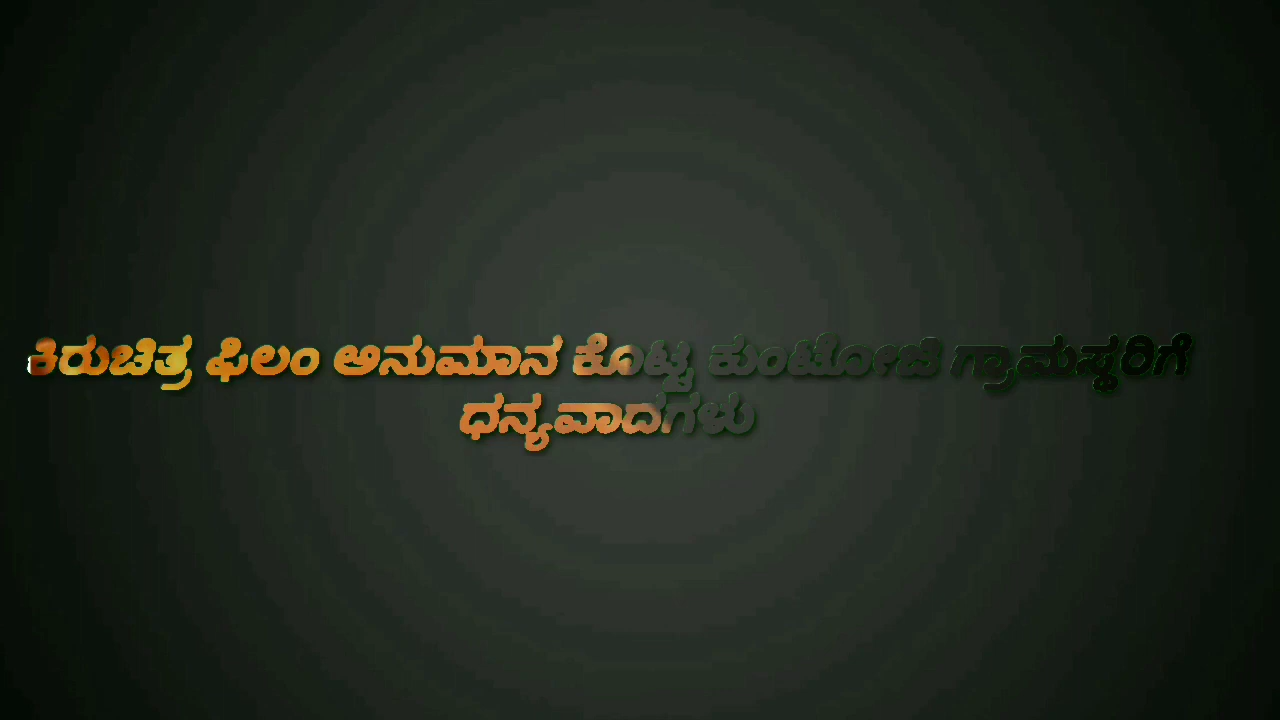 ಕಿರುಚಿತ್ರ ಫಿಲಂ ಅನುಮಾನ ಕೊಟ್ಟ ಕುಂಟೋಜಿ ಗ್ರಾಮಸ್ಥರಿಗೆ
ಧನ್ಯವಾದಗಳು